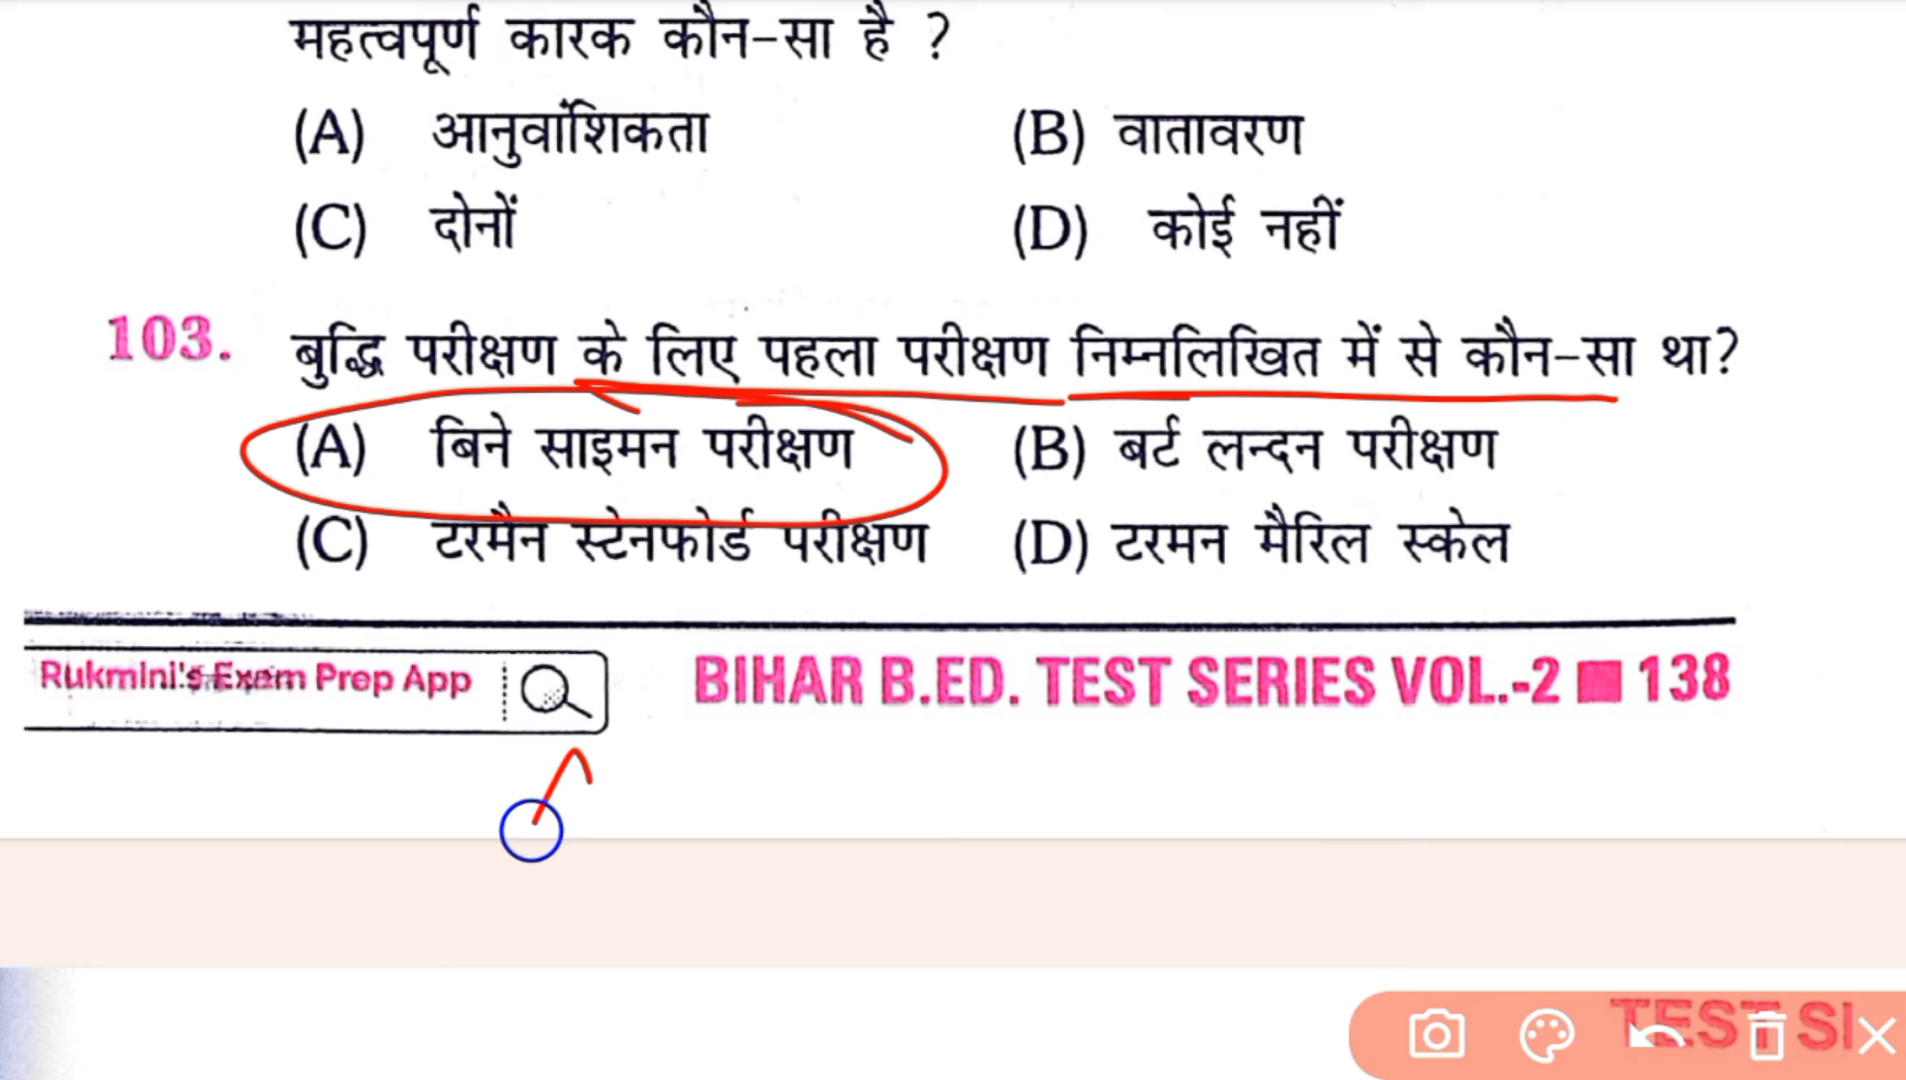 महत्वपूर्ण कारक कौन-सा है ?
(A) आनुवांशिकता (B) वातावरण
(C) दोनों (D) कोई नहीं
103. बुद्धि परीक्षण के लिए पहला परीक्षण निम्नलिखित में से कौन-सा था?
(A) बिने साइमन परीक्षण (B) बर्ट लन्दन परीक्षण
(C) टरमैन स्टेनफोर्ड परीक्षण (D) टरमन मैरिल स्केल
Rukmini's Exam Prep App BIHAR B.ED. TEST SERIES VOL.-2 138
TEST